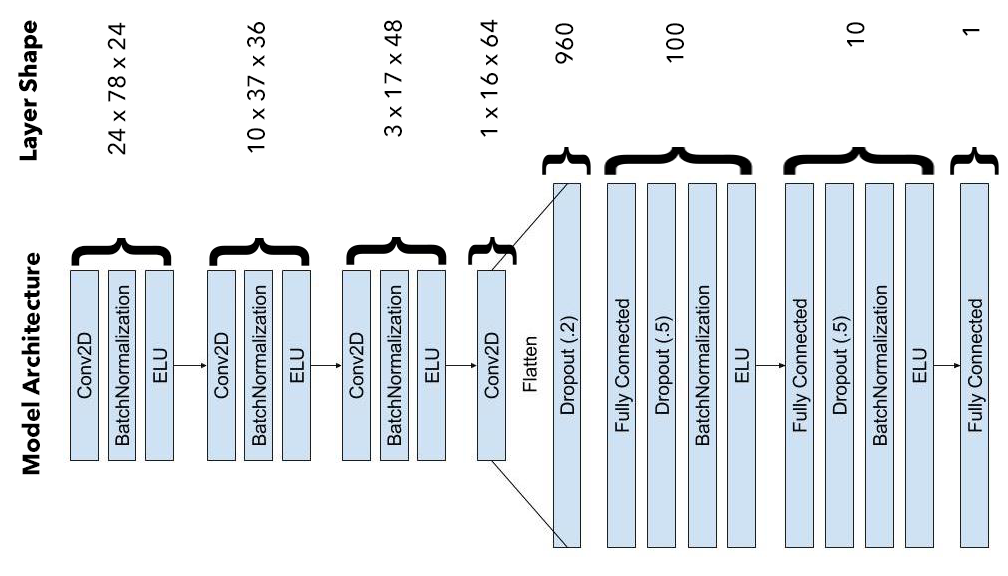 Model Architecture
Layer Shape
Conv2D
BatchNormalization
ELU
24 x 78 x 24
Conv2D
BatchNormalization
ELU
10 x 37 x 36
Conv2D
BatchNormalization
ELU
3 x 17 x 48
Conv2D
1 x 16 x 64
Flatten
Dropout (.2)
960
Fully Connected
Dropout (.5)
BatchNormalization
ELU
100
Fully Connected
Dropout (.5)
BatchNormalization
ELU
10
Fully Connected
1